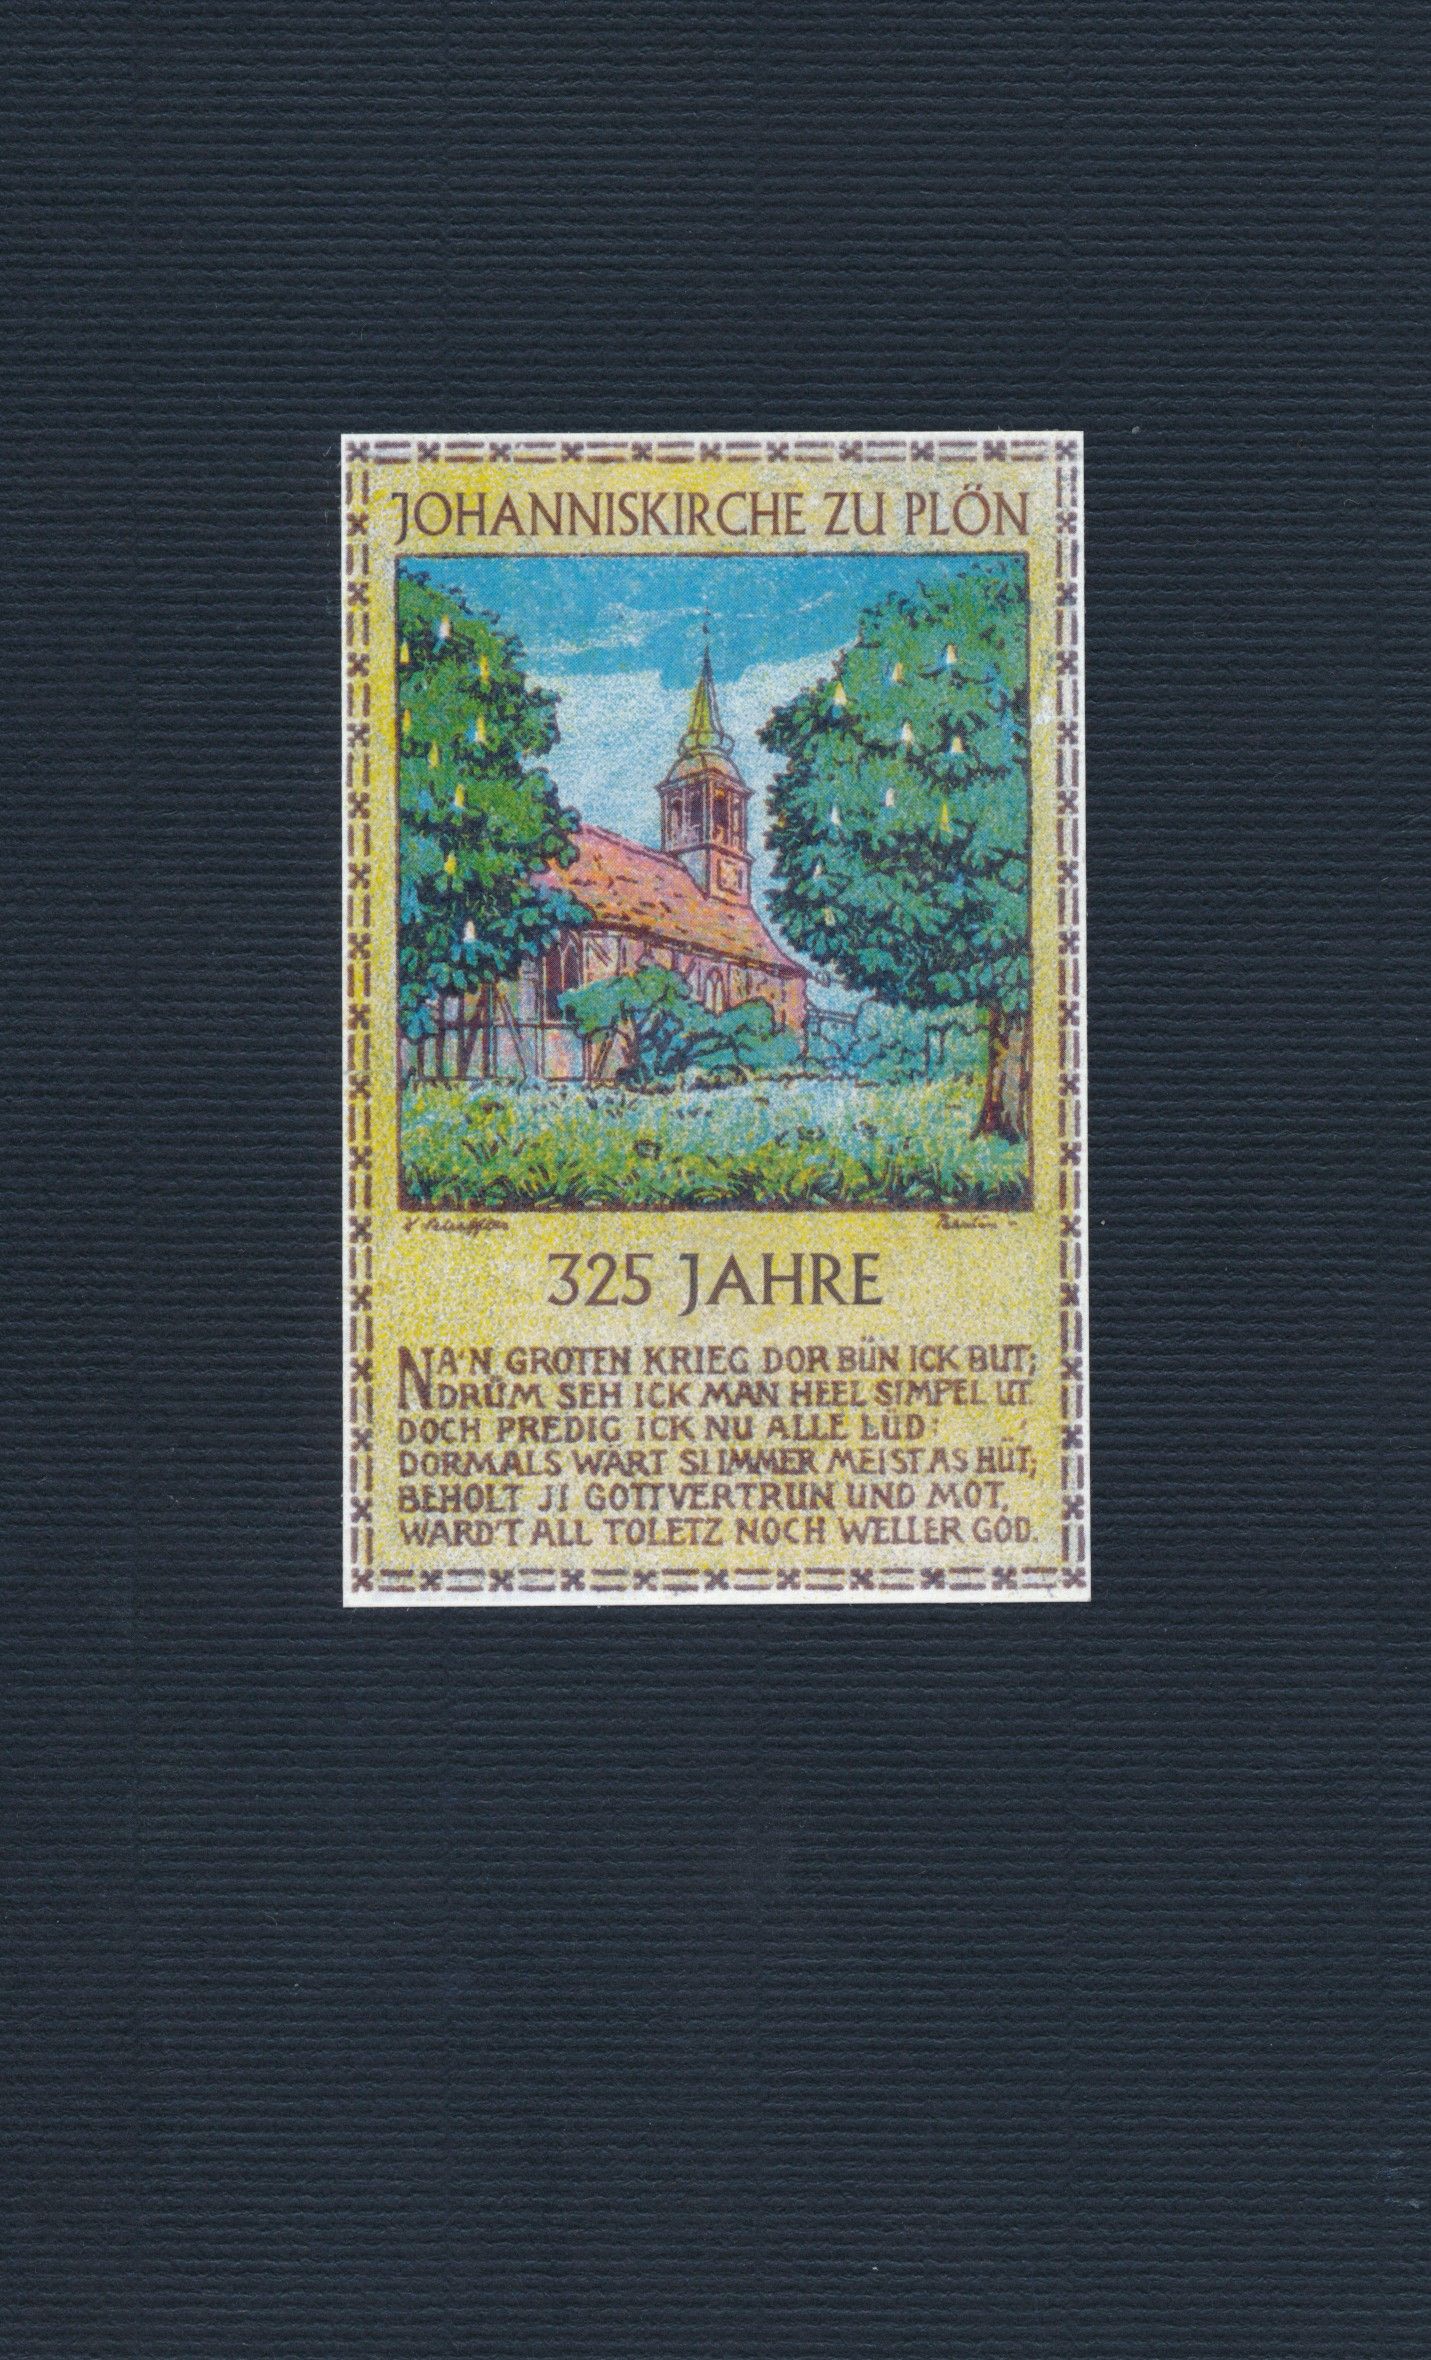 JOHANNISKIRCHE ZU PLÖN
325 JAHRE
NA'N GROTEN KRIEG DOR BÜN ICK BUT;
DRÜM SEH ICK MAN HEEL SIMPEL UT.
DOCH PREDIG ICK NU ALLE LÜD:
DORMALS WÄRT SLIMMER MEIST AS HÜT;
BEHOLT JI GOTTVERTRUN UND MOT,
WARD'T ALL TOLETZ NOCH WELLER GOD.